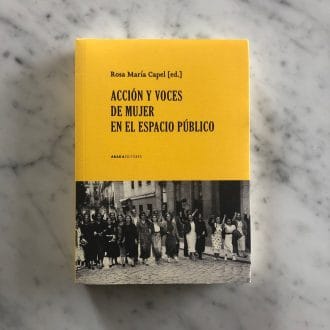 Rosa María Capel [ed.]
ACCIÓN Y VOCES
DE MUJER
EN EL ESPACIO PÚBLICO
ABADA EDITORES